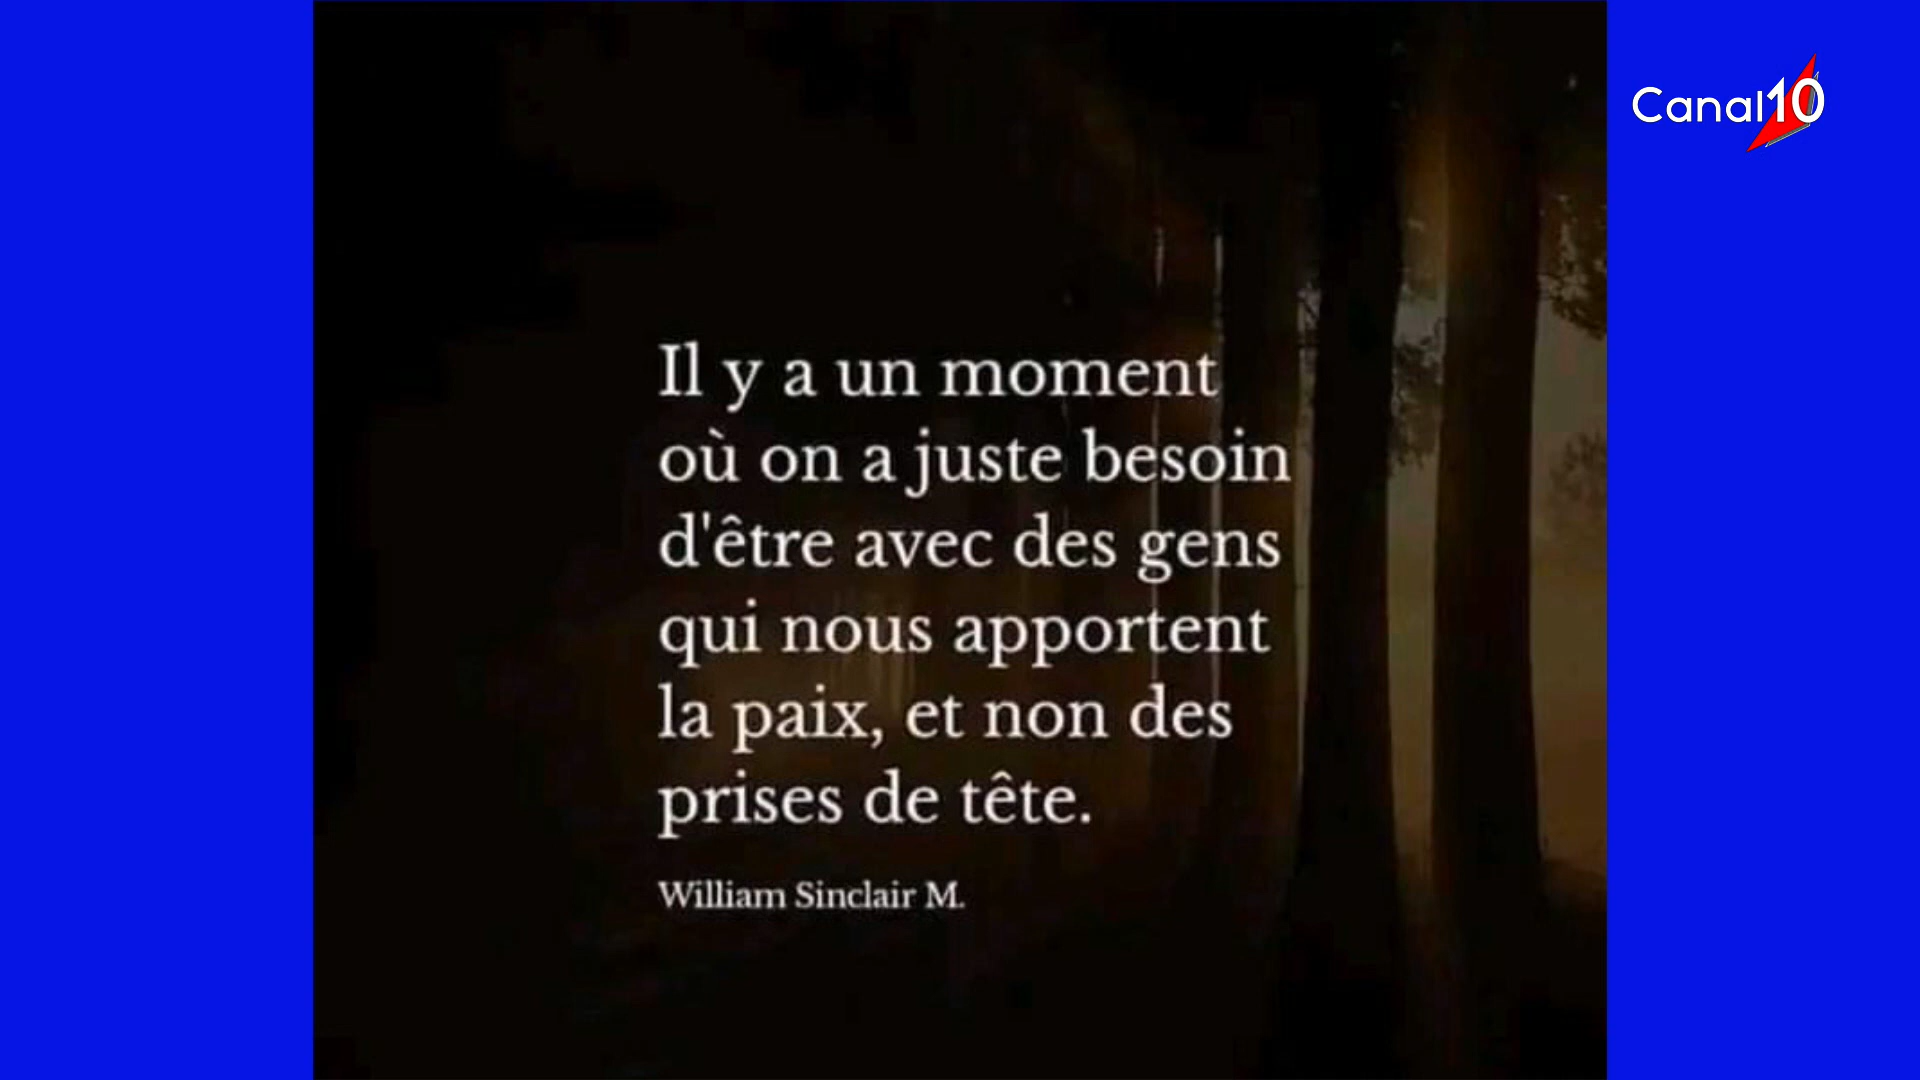 Canal10
Il y a un moment
où on a juste besoin
d'être avec des gens
qui nous apportent
la paix, et non des
prises de tête.
William Sinclair M.